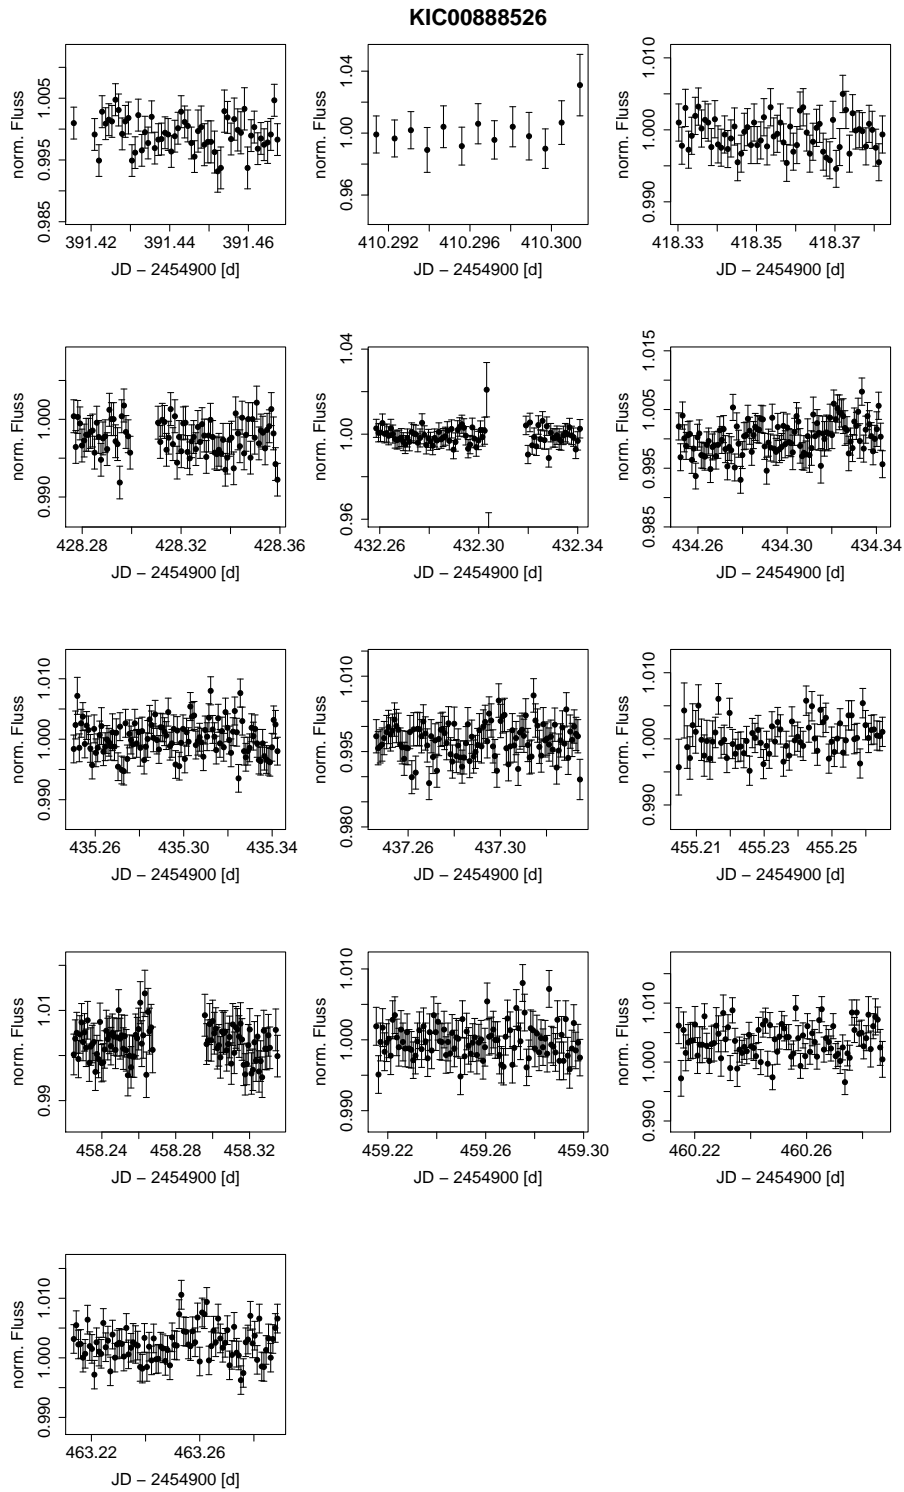 KIC00888526
norm. Fluss
0.985 0.995 1.005
391.42 391.44 391.46
JD − 2454900 [d]
norm. Fluss
0.96 1.00 1.04
410.292 410.296 410.300
JD − 2454900 [d]
norm. Fluss
0.990 1.000 1.010
418.33 418.35 418.37
JD − 2454900 [d]
norm. Fluss
0.990 1.000
428.28 428.32 428.36
JD − 2454900 [d]
norm. Fluss
0.96 1.00 1.04
432.26 432.30 432.34
JD − 2454900 [d]
norm. Fluss
0.985 0.995 1.005 1.015
434.26 434.30 434.34
JD − 2454900 [d]
norm. Fluss
0.990 1.000 1.010
435.26 435.30 435.34
JD − 2454900 [d]
norm. Fluss
0.980 0.995 1.010
437.26 437.30
JD − 2454900 [d]
norm. Fluss
0.990 1.000 1.010
455.21 455.23 455.25
JD − 2454900 [d]
norm. Fluss
0.99 1.01
458.24 458.28 458.32
JD − 2454900 [d]
norm. Fluss
0.990 1.000 1.010
459.22 459.26 459.30
JD − 2454900 [d]
norm. Fluss
0.990 1.000 1.010
460.22 460.26
JD − 2454900 [d]
norm. Fluss
0.990 1.000 1.010
463.22 463.26
JD − 2454900 [d]